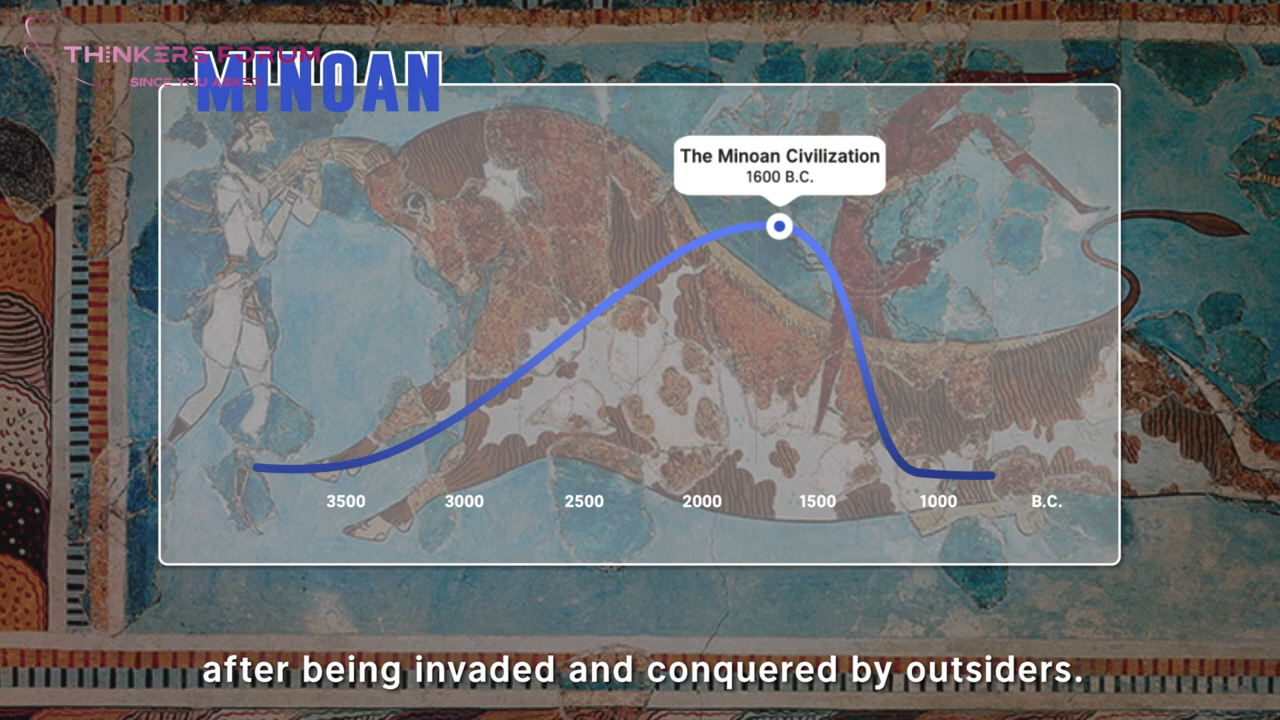 THINKERS FORUM
SINCE YOU ASKED
MINOAN
The Minoan Civilization
1600 B.C.
3500 3000 2500 2000 1500 1000 B.C.
after being invaded and conquered by outsiders.